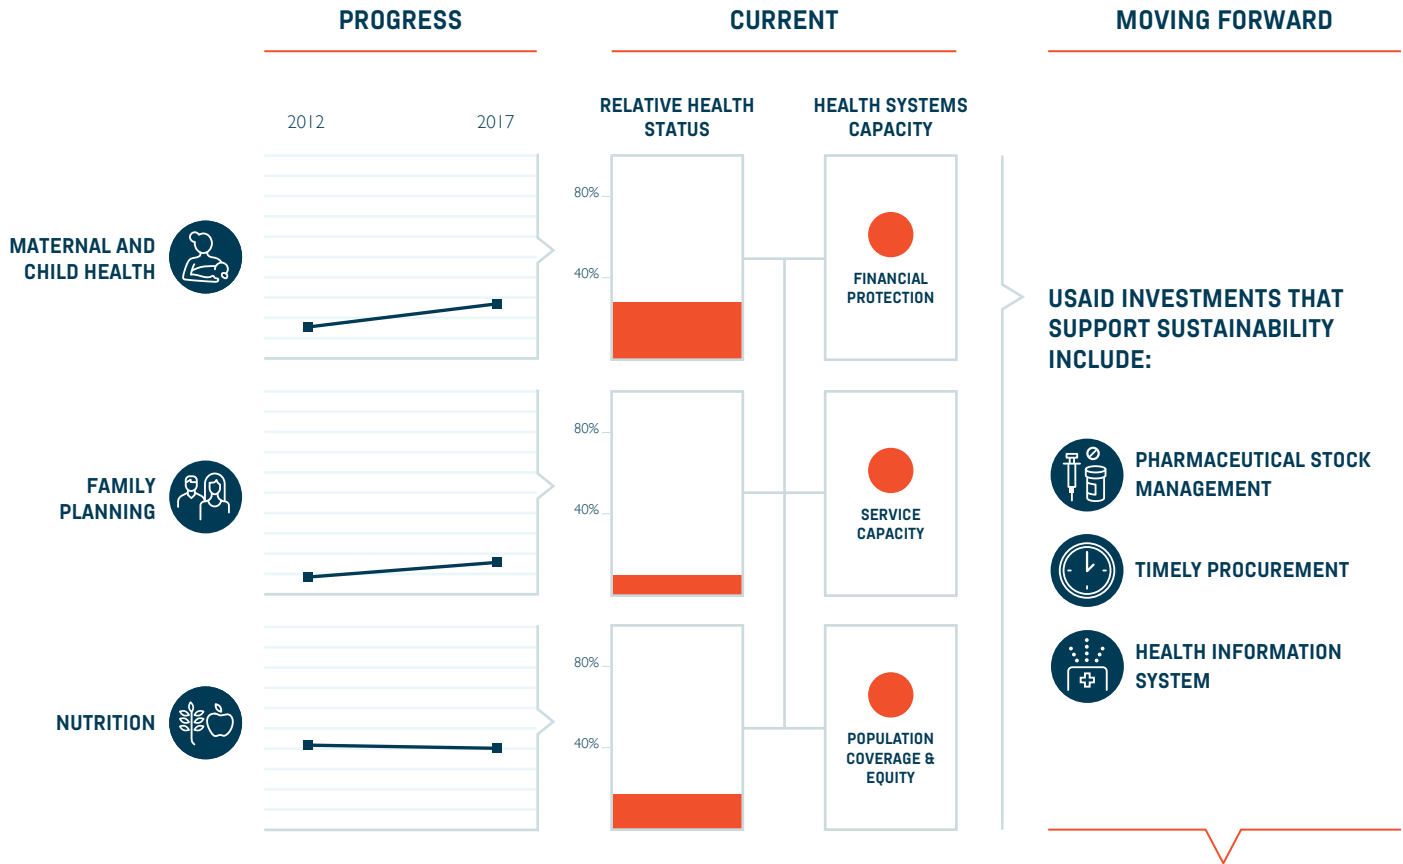 PROGRESS
CURRENT
MOVING FORWARD
2012
2017
RELATIVE HEALTH
STATUS
HEALTH SYSTEMS
CAPACITY
MATERNAL AND
CHILD HEALTH
80%
40%
FINANCIAL
PROTECTION
FAMILY
PLANNING
80%
40%
SERVICE
CAPACITY
NUTRITION
80%
40%
POPULATION
COVERAGE &
EQUITY
USAID INVESTMENTS THAT
SUPPORT SUSTAINABILITY
INCLUDE:
PHARMACEUTICAL STOCK
MANAGEMENT
TIMELY PROCUREMENT
HEALTH INFORMATION
SYSTEM